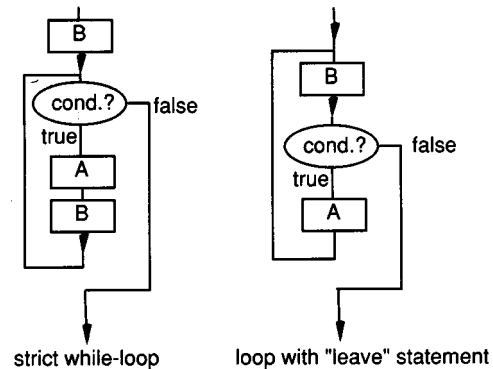 B
cond.?
false
true
A
B
strict while-loop
B
cond.?
false
true
A
loop with "leave" statement